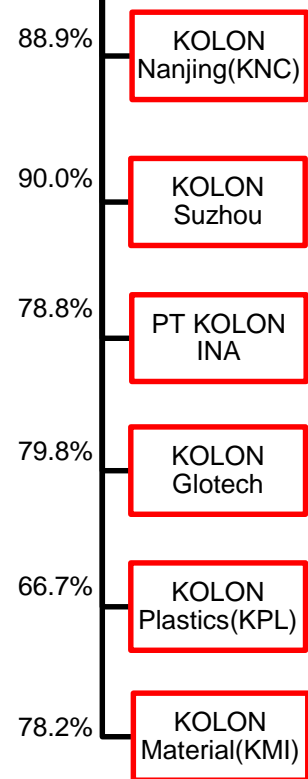 88.9%
KOLON
Nanjing(KNC)
90.0%
KOLON
Suzhou
78.8%
PT KOLON
INA
79.8%
KOLON
Glotech
66.7%
KOLON
Plastics(KPL)
78.2%
KOLON
Material(KMI)